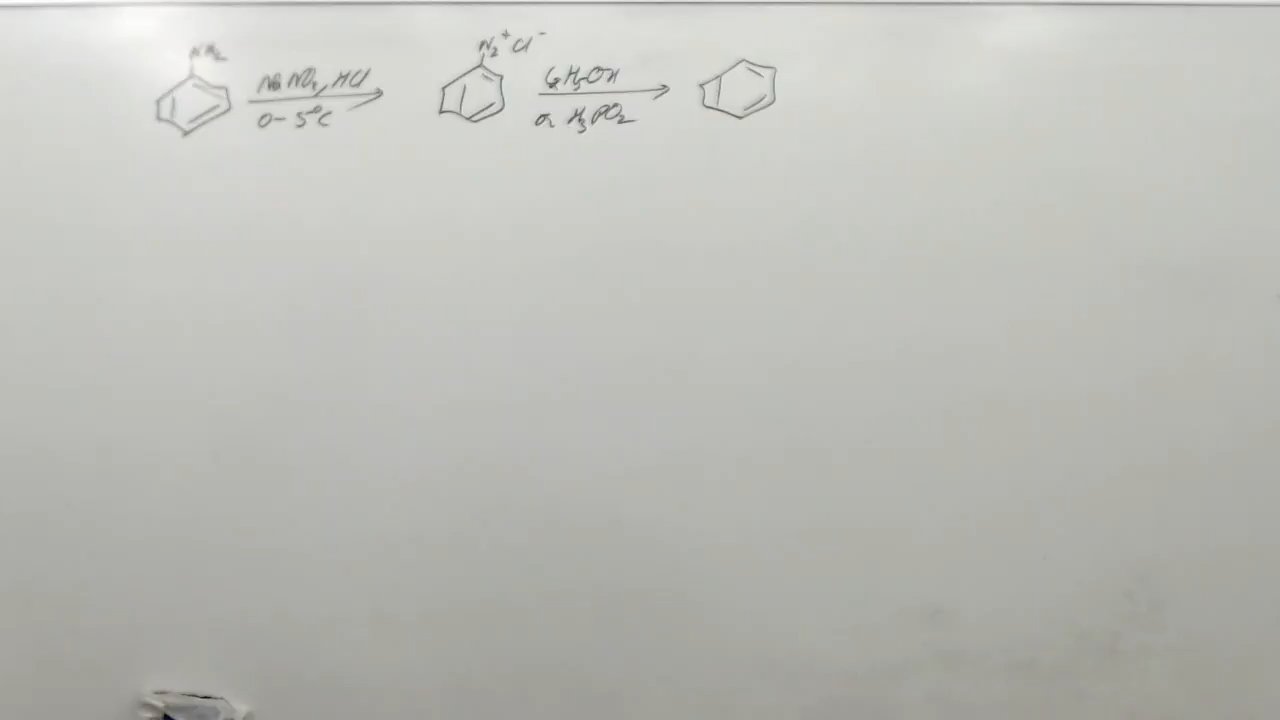 NH2
NaNO2, HCl
0-5°C
N2+Cl-
C2H5OH
or H3PO2